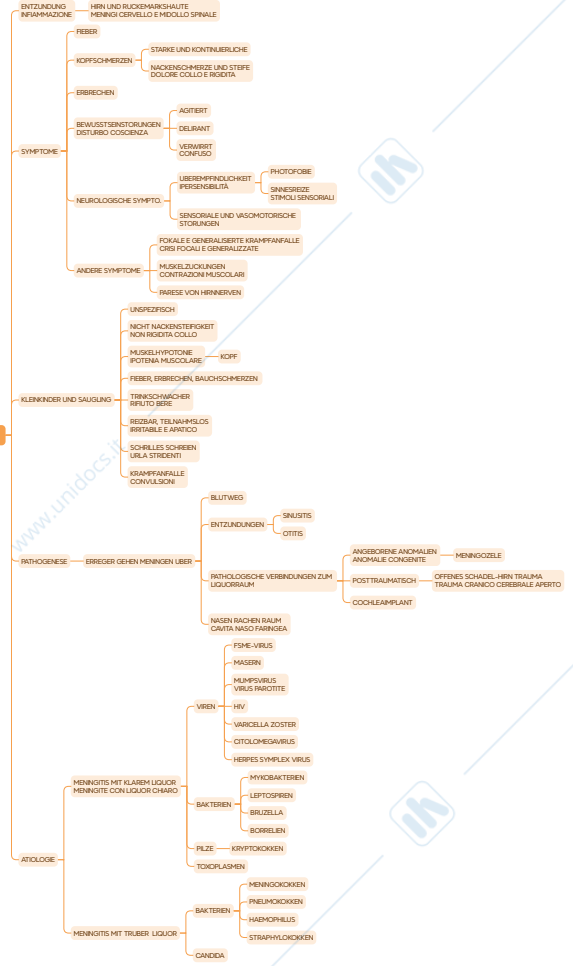 ENTZUNDUNG
INFIAMMAZIONE
HIRN UND RUCKEMARKSHAUTE
MENINGI CERVELLO E MIDOLLO SPINALE
SYMPTOME
FIEBER
KOPFSCHMERZEN
STARKE UND KONTINUIERLICHE
NACKENSCHMERZE UND STEIFE
DOLORE COLLO E RIGIDITA
ERBRECHEN
BEWUSSTSEINSTORUNGEN
DISTURBO COSCIENZA
AGITIERT
DELIRANT
VERWIRRT
CONFUSO
NEUROLOGISCHE SYMPTO.
UBEREMPFINDLICHKEIT
IPERSENSIBILITÀ
PHOTOFOBIE
SINNESREIZE
STIMOLI SENSORIALI
SENSORIALE UND VASOMOTORISCHE
STORUNGEN
ANDERE SYMPTOME
FOKALE E GENERALISIERTE KRAMPFANFALLE
CRISI FOCALI E GENERALIZZATE
MUSKELZUCKUNGEN
CONTRAZIONI MUSCOLARI
PARESE VON HIRNNERVEN
KLEINKINDER UND SAUGLING
UNSPEZIFISCH
NICHT NACKENSTEIFIGKEIT
NON RIGIDITA COLLO
MUSKELHYPOTONIE
IPOTENIA MUSCOLARE
KOPF
FIEBER, ERBRECHEN, BAUCHSCHMERZEN
TRINKSCHWACHER
RIFIUTO BERE
REIZBAR, TEILNAHMSLOS
IRRITABILE E APATICO
SCHRILLES SCHREIEN
URLA STRIDENTI
KRAMPFANFALLE
CONVULSIONI
www.unidocs.it
PATHOGENESE
ERREGER GEHEN MENINGEN UBER
BLUTWEG
ENTZUNDUNGEN
SINUSITIS
OTITIS
PATHOLOGISCHE VERBINDUNGEN ZUM
LIQUORRAUM
ANGEBORENE ANOMALIEN
ANOMALIE CONGENITE
MENINGOZELE
POSTTRAUMATISCH
OFFENES SCHADEL-HIRN TRAUMA
TRAUMA CRANICO CEREBRALE APERTO
COCHLEAIMPLANT
NASEN RACHEN RAUM
CAVITA NASO FARINGEA
ATIOLOGIE
MENINGITIS MIT KLAREM LIQUOR
MENINGITE CON LIQUOR CHIARO
VIREN
FSME-VIRUS
MASERN
MUMPSVIRUS
VIRUS PAROTITE
HIV
VARICELLA ZOSTER
CITOLOMEGAVIRUS
HERPES SYMPLEX VIRUS
BAKTERIEN
MYKOBAKTERIEN
LEPTOSPIREN
BRUZELLA
BORRELIEN
PILZE
KRYPTOKOKKEN
TOXOPLASMEN
MENINGITIS MIT TRUBER LIQUOR
BAKTERIEN
MENINGOKOKKEN
PNEUMOKOKKEN
HAEMOPHILUS
STRAPHYLOKOKKEN
CANDIDA